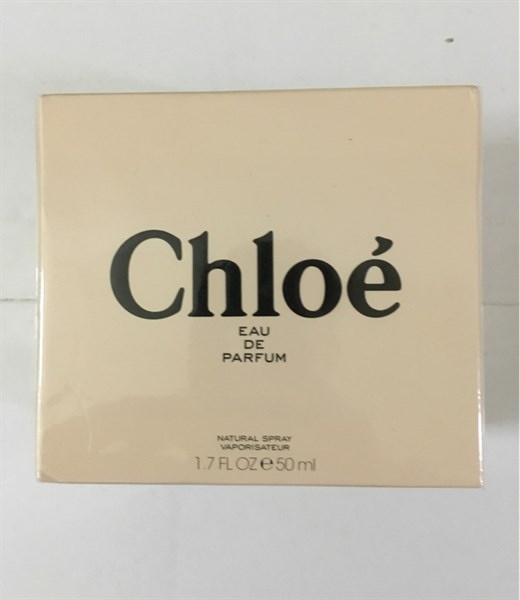 Chloé
EAU
DE
PARFUM
NATURAL SPRAY
VAPORISATEUR
1.7 FL OZ ℮ 50 ml